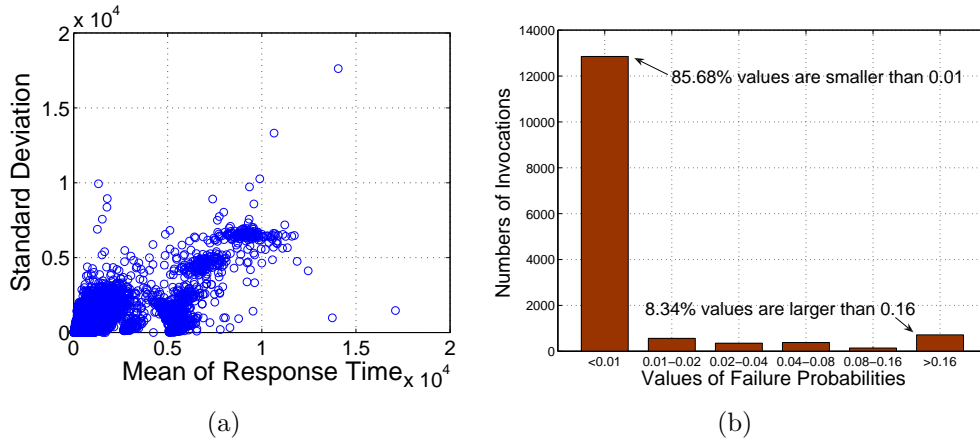 x 10^4
2
1.5
1
0.5
0
0 0.5 1 1.5 2
x 10^4
Standard Deviation
Mean of Response Time
(a)
14000
12000
10000
8000
6000
4000
2000
0
Numbers of Invocations
85.68% values are smaller than 0.01
8.34% values are larger than 0.16
<0.01 0.01–0.02 0.02–0.04 0.04–0.08 0.08–0.16 >0.16
Values of Failure Probabilities
(b)